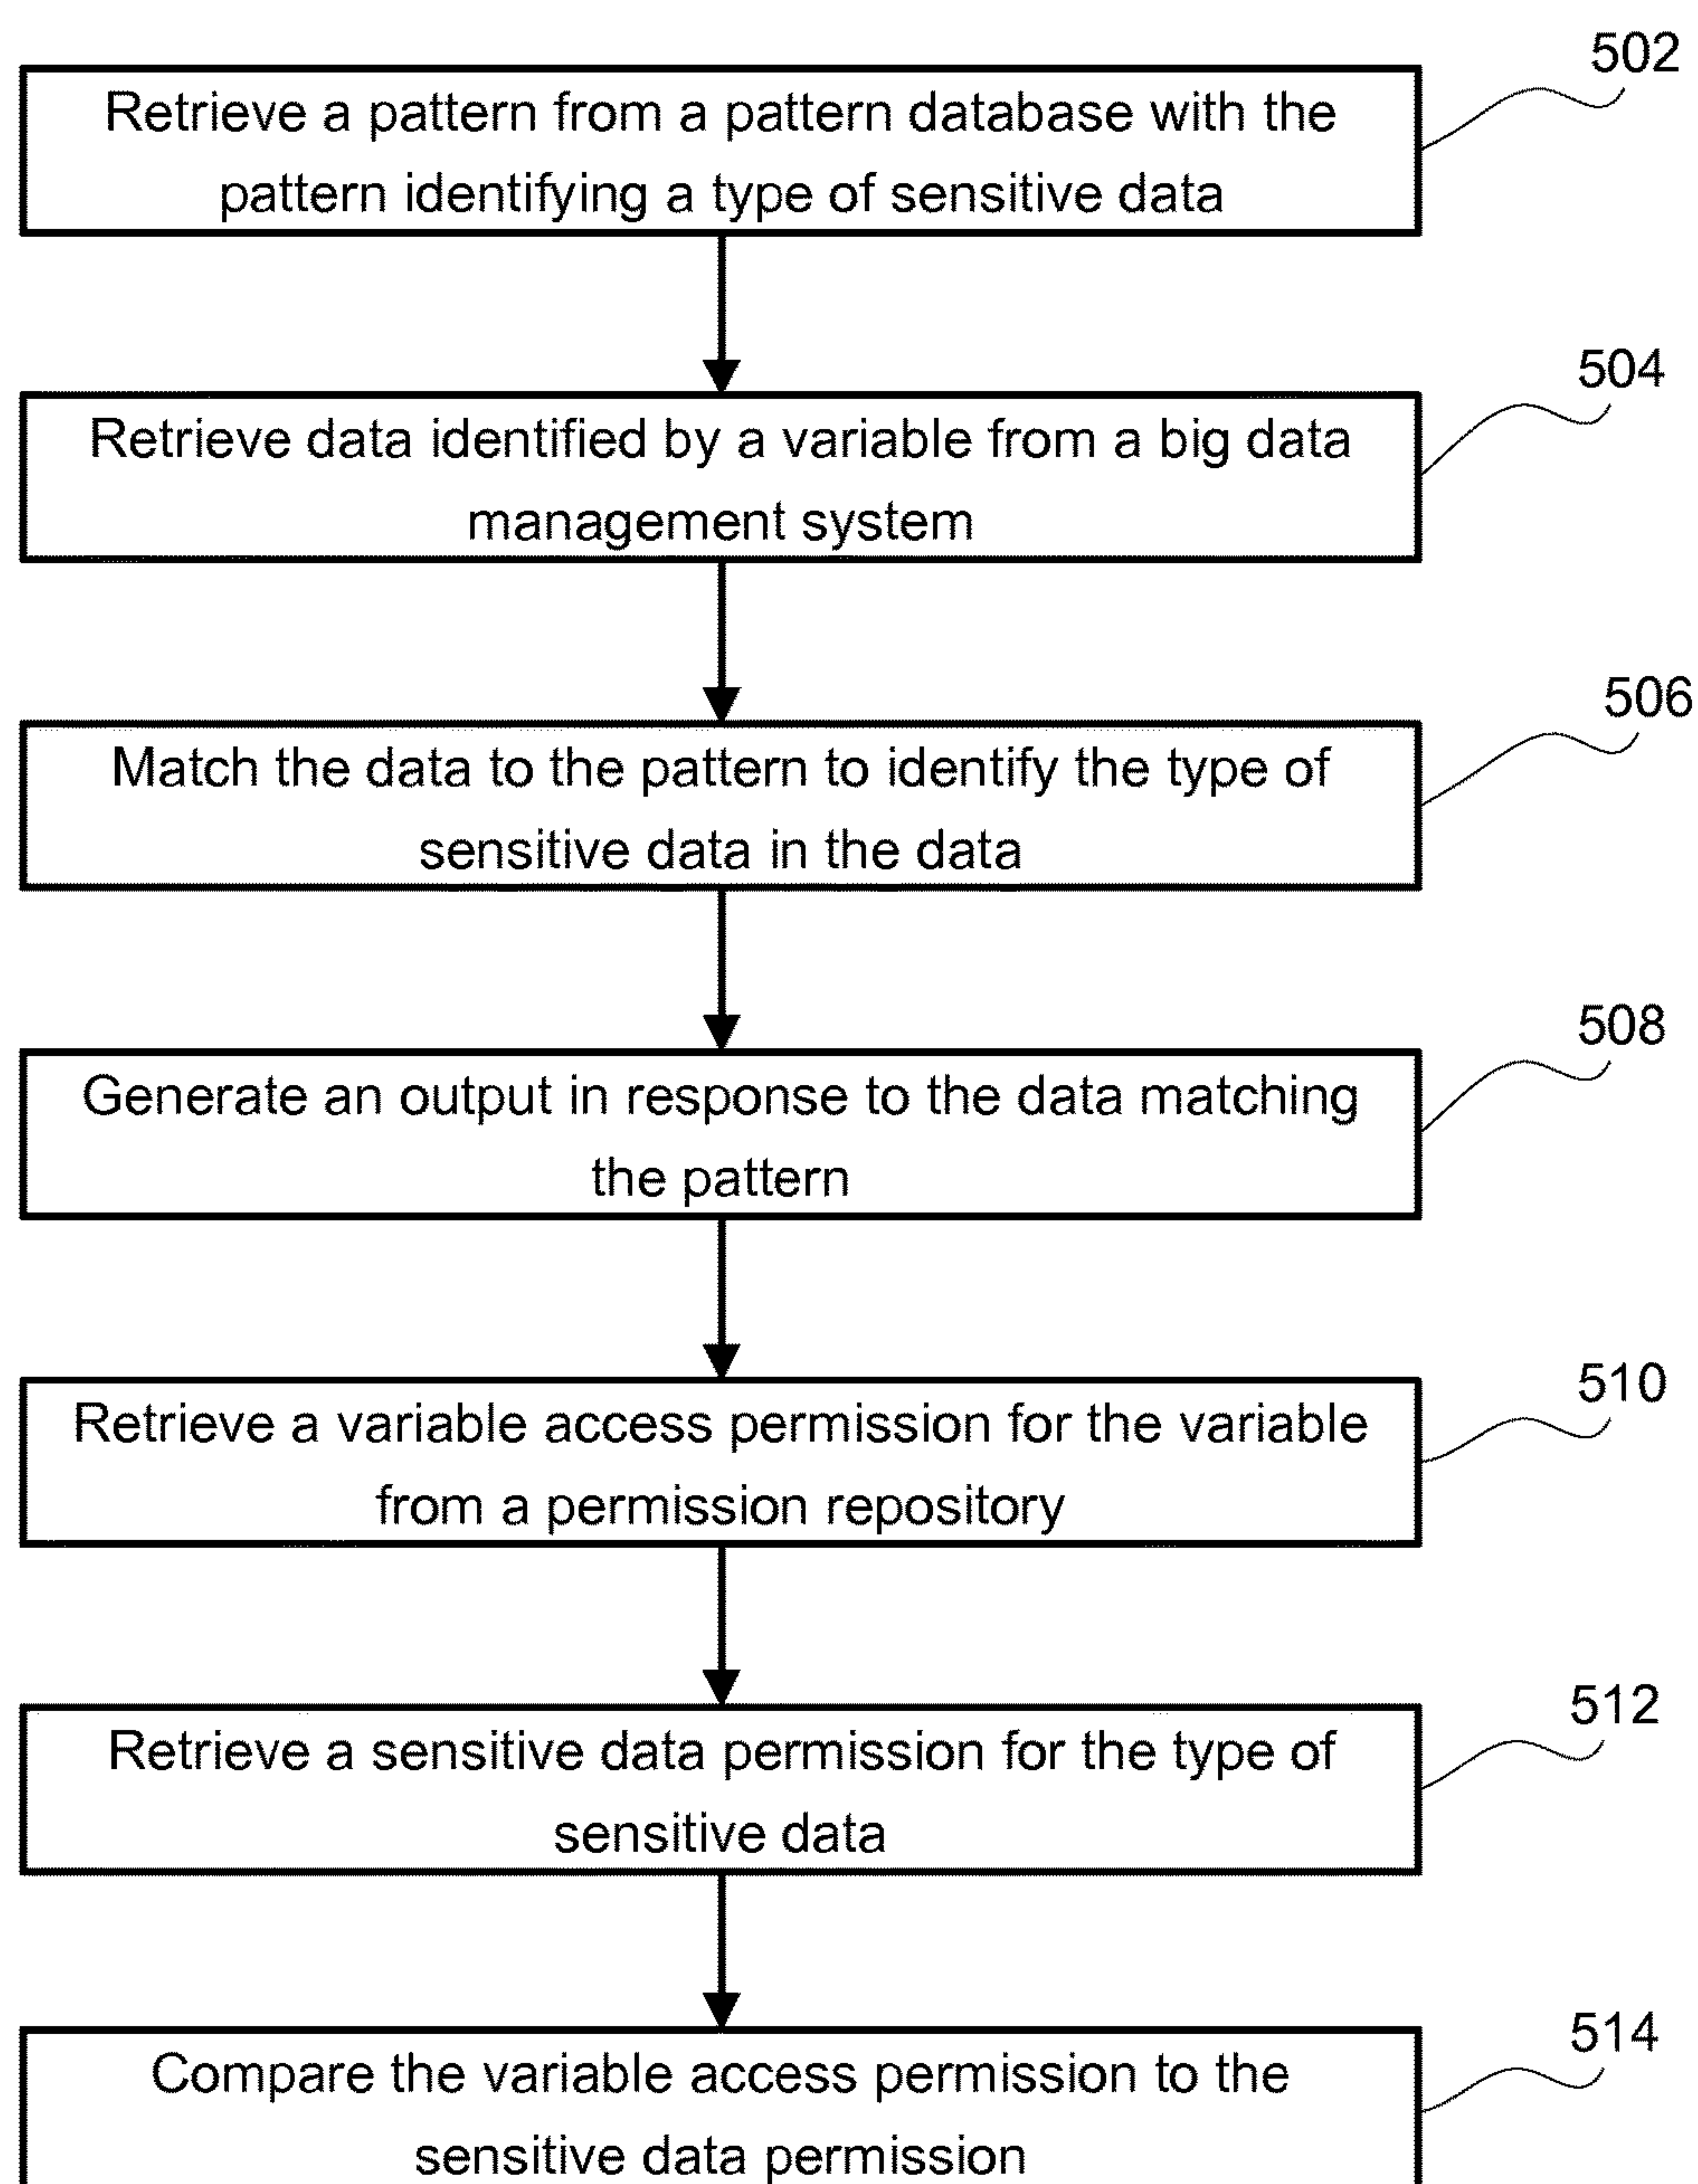 502
Retrieve a pattern from a pattern database with the
pattern identifying a type of sensitive data
504
Retrieve data identified by a variable from a big data
management system
506
Match the data to the pattern to identify the type of
sensitive data in the data
508
Generate an output in response to the data matching
the pattern
510
Retrieve a variable access permission for the variable
from a permission repository
512
Retrieve a sensitive data permission for the type of
sensitive data
514
Compare the variable access permission to the
sensitive data permission